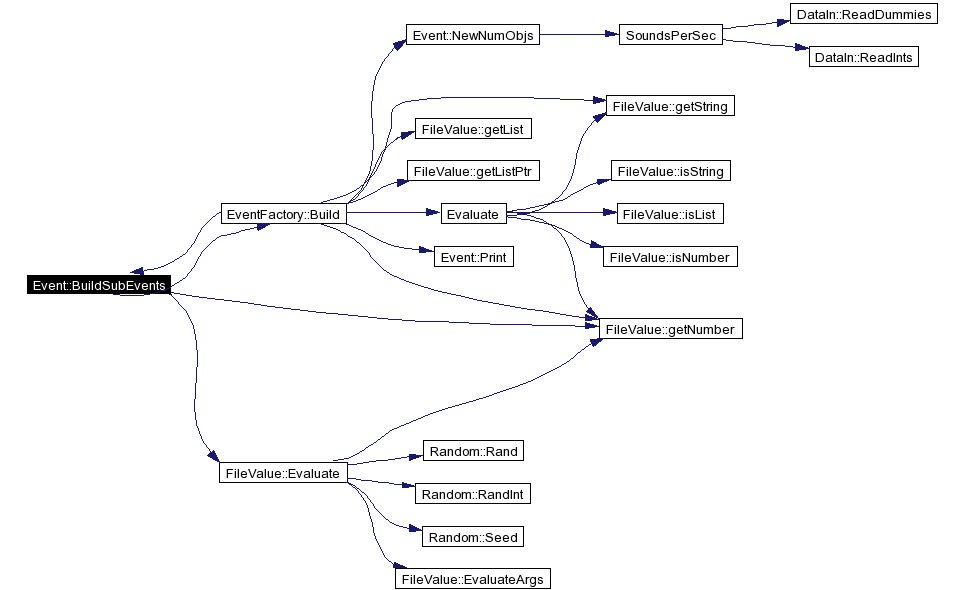 DataIn::ReadDummies
Event::NewNumObjs
SoundsPerSec
DataIn::ReadInts
FileValue::getString
FileValue::getList
FileValue::getListPtr
FileValue::isString
EventFactory::Build
Evaluate
FileValue::isList
Event::Print
FileValue::isNumber
Event::BuildSubEvents
FileValue::getNumber
Random::Rand
FileValue::Evaluate
Random::RandInt
Random::Seed
FileValue::EvaluateArgs